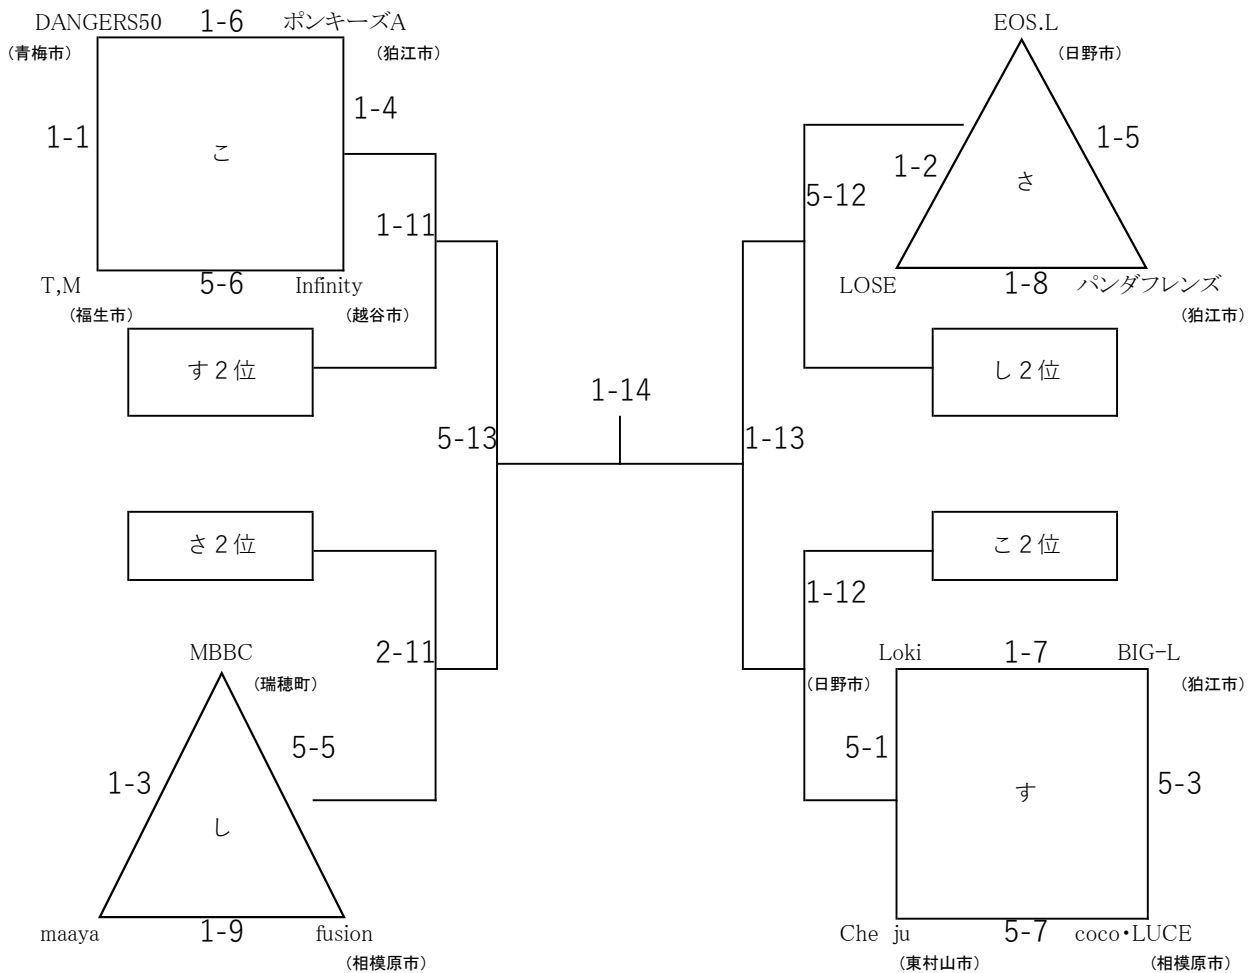 DANGERS50 1-6 ポンキーズA
(青梅市) (狛江市)
1-4
1-1
こ
1-11
T,M 5-6 Infinity
(福生市) (越谷市)
す2位
EOS.L
(日野市)
1-5
1-2
さ
5-12
LOSE 1-8 パンダフレンズ
(狛江市)
し2位
1-14
5-13
1-13
さ2位
2-11
MBBC
(瑞穂町)
5-5
1-3
し
maaya 1-9 fusion
(相模原市)
こ2位
1-12
Loki 1-7 BIG-L
(日野市) (狛江市)
5-1
5-3
す
Che ju 5-7 coco・LUCE
(東村山市) (相模原市)